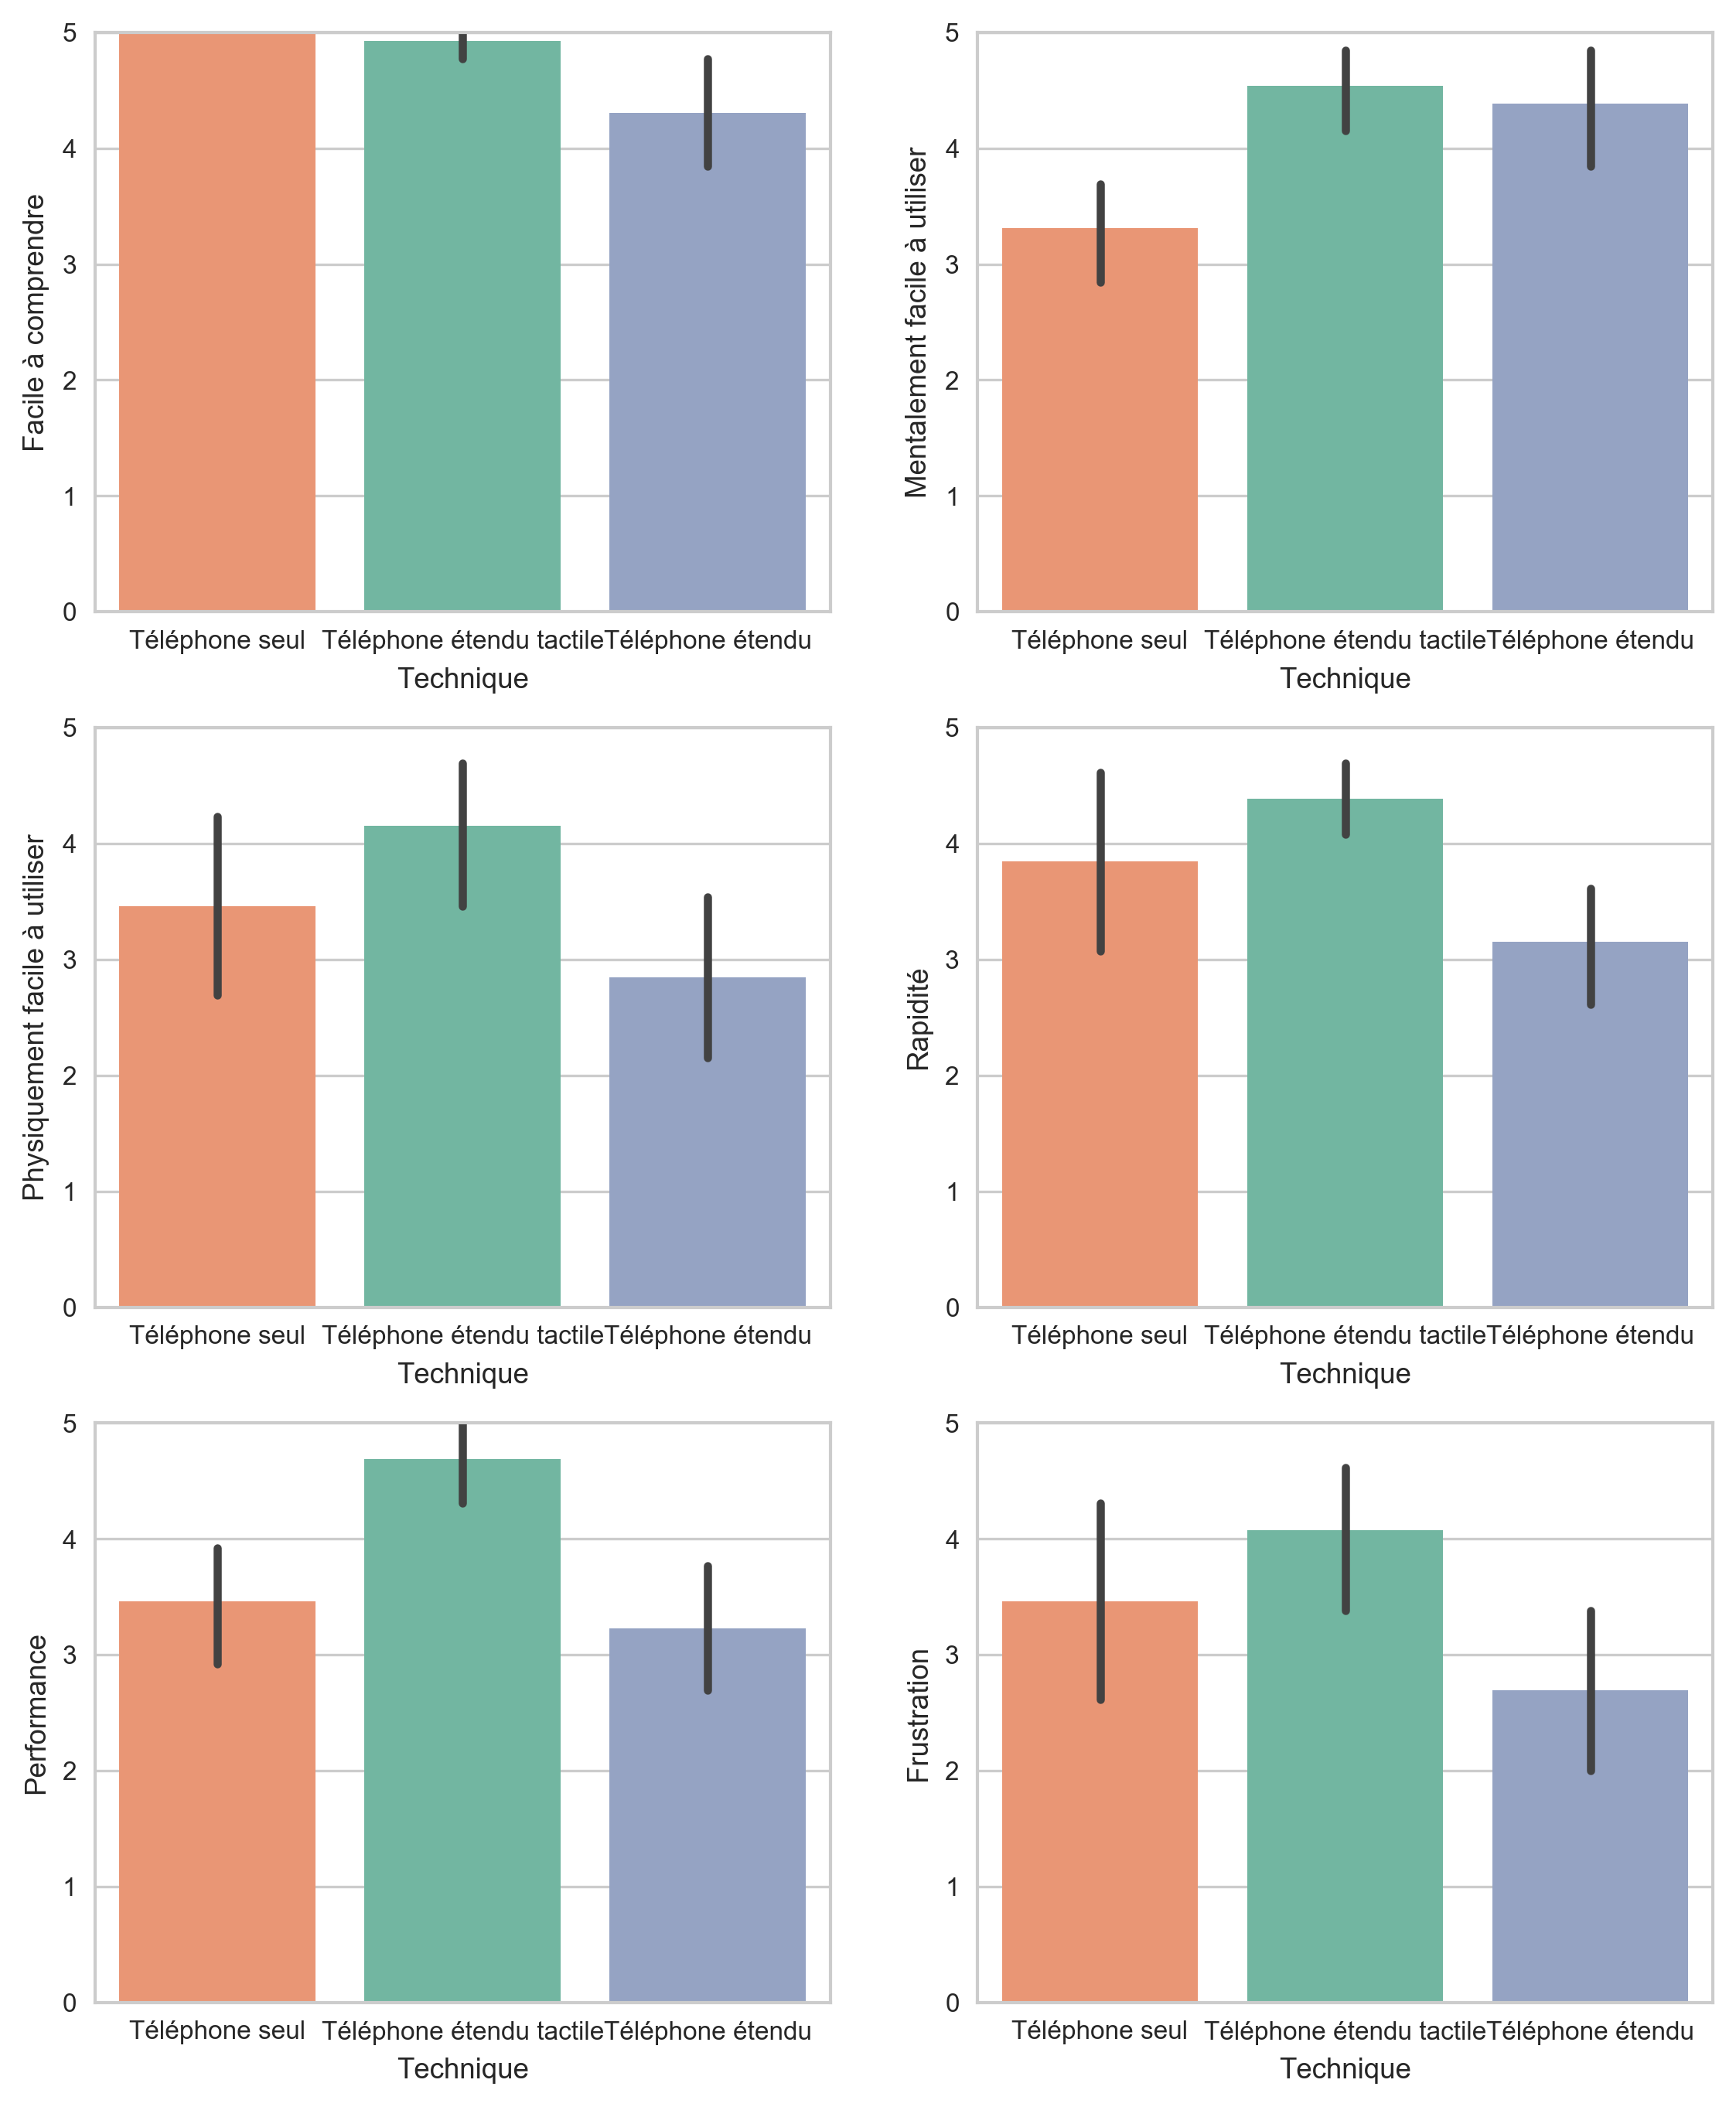 5
4
3
2
1
0
Facile à comprendre
Téléphone seul
Téléphone étendu tactile
Téléphone étendu
Technique
5
4
3
2
1
0
Mentalement facile à utiliser
Téléphone seul
Téléphone étendu tactile
Téléphone étendu
Technique
5
4
3
2
1
0
Physiquement facile à utiliser
Téléphone seul
Téléphone étendu tactile
Téléphone étendu
Technique
5
4
3
2
1
0
Rapidité
Téléphone seul
Téléphone étendu tactile
Téléphone étendu
Technique
5
4
3
2
1
0
Performance
Téléphone seul
Téléphone étendu tactile
Téléphone étendu
Technique
5
4
3
2
1
0
Frustration
Téléphone seul
Téléphone étendu tactile
Téléphone étendu
Technique